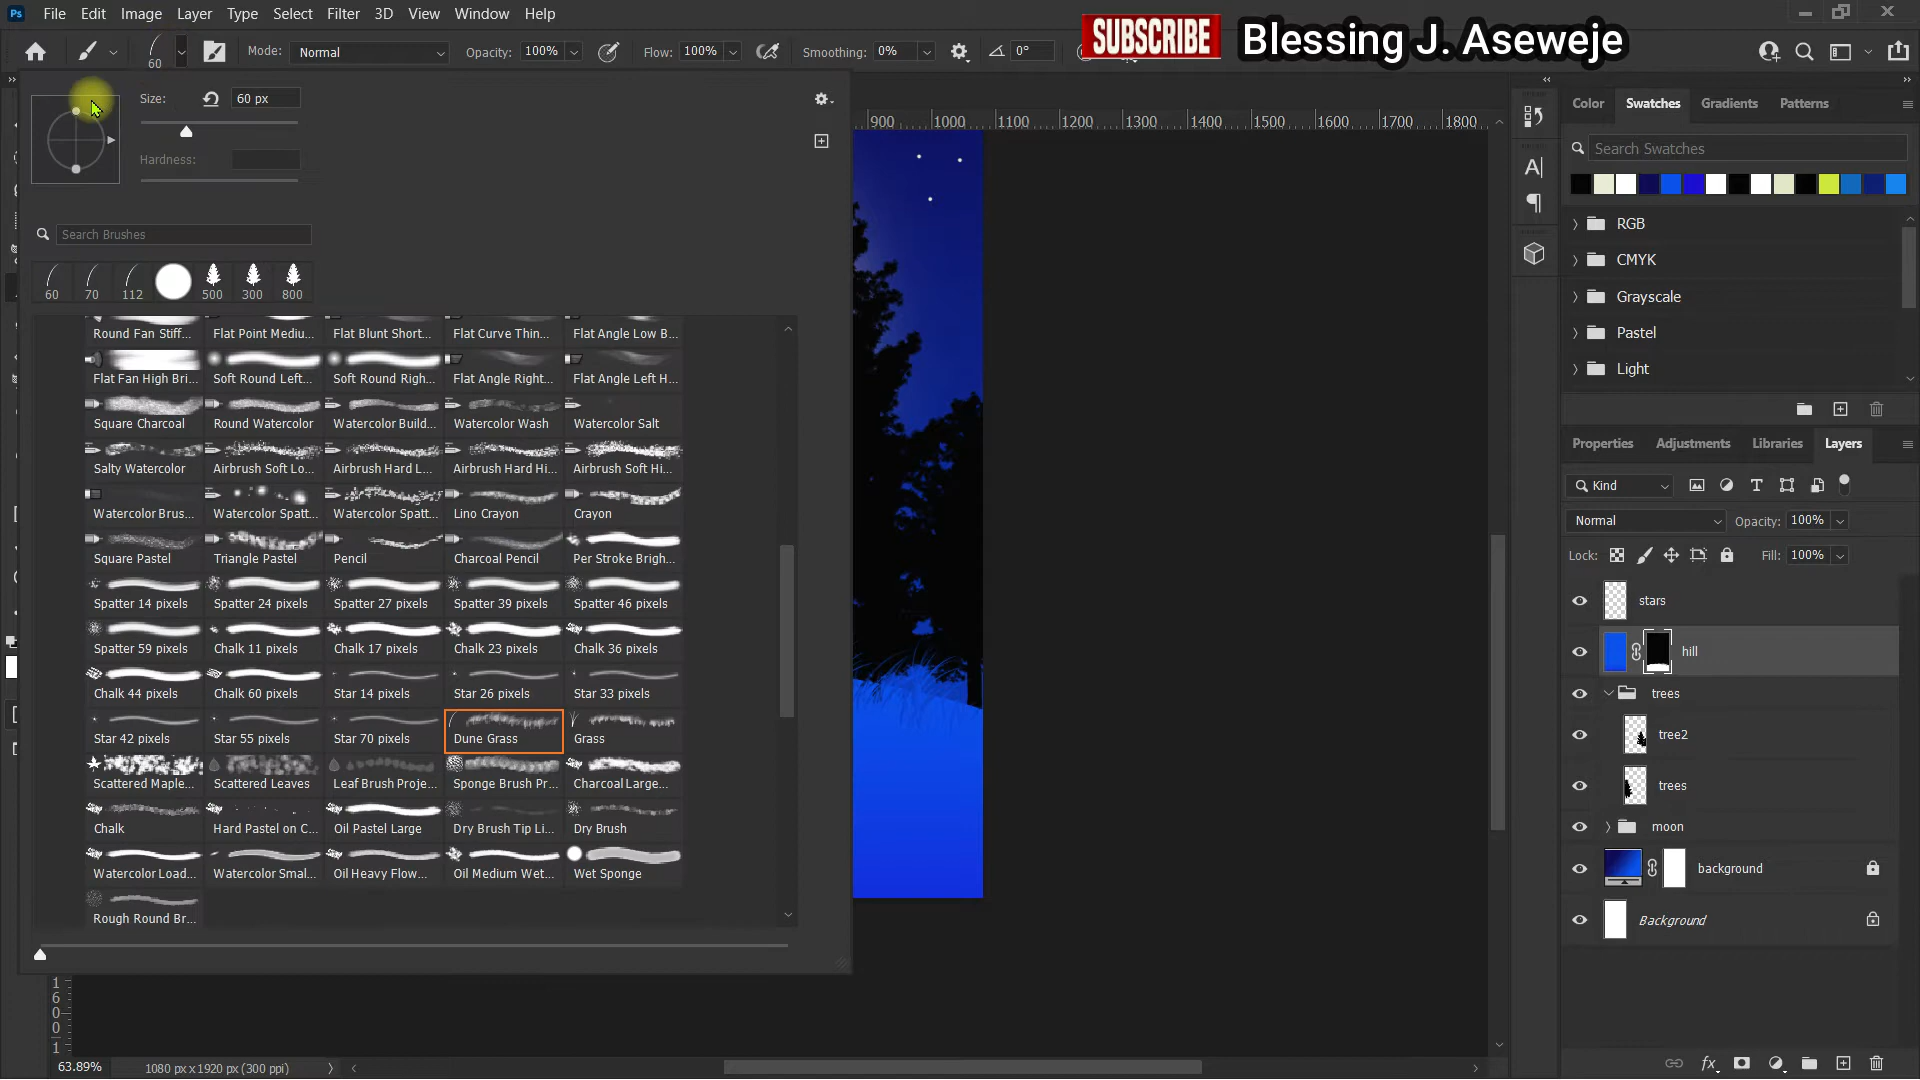 Ps File Edit Image Layer Type Select Filter 3D View Window Help
SUBSCRIBE Blessing J. Aseweje
60 Mode: Normal Opacity: 100% Flow: 100% Smoothing: 0% 0°
Size: 60 px
Hardness:
Search Brushes
60 70 112 500 300 800
Round Fan Stiff... Flat Point Mediu... Flat Blunt Short... Flat Curve Thin... Flat Angle Low B...
Flat Fan High Bri... Soft Round Left... Soft Round Righ... Flat Angle Right... Flat Angle Left H...
Square Charcoal Round Watercolor Watercolor Build... Watercolor Wash Watercolor Salt
Salty Watercolor Airbrush Soft Lo... Airbrush Hard L... Airbrush Hard Hi... Airbrush Soft Hi...
Watercolor Brus... Watercolor Spatt... Watercolor Spatt... Lino Crayon Crayon
Square Pastel Triangle Pastel Pencil Charcoal Pencil Per Stroke Brigh...
Spatter 14 pixels Spatter 24 pixels Spatter 27 pixels Spatter 39 pixels Spatter 46 pixels
Spatter 59 pixels Chalk 11 pixels Chalk 17 pixels Chalk 23 pixels Chalk 36 pixels
Chalk 44 pixels Chalk 60 pixels Star 14 pixels Star 26 pixels Star 33 pixels
Star 42 pixels Star 55 pixels Star 70 pixels Dune Grass Grass
Scattered Maple... Scattered Leaves Leaf Brush Proje... Sponge Brush Pr... Charcoal Large...
Chalk Hard Pastel on C... Oil Pastel Large Dry Brush Tip Li... Dry Brush
Watercolor Load... Watercolor Smal... Oil Heavy Flow... Oil Medium Wet... Wet Sponge
Rough Round Br...
900 1000 1100 1200 1300 1400 1500 1600 1700 1800
1
6
0
0
1
63.89% 1080 px x 1920 px (300 ppi)
Color Swatches Gradients Patterns
Search Swatches
RGB
CMYK
Grayscale
Pastel
Light
Properties Adjustments Libraries Layers
Kind
Normal Opacity: 100%
Lock: Fill: 100%
stars
hill
trees
tree2
trees
moon
background
Background
fx